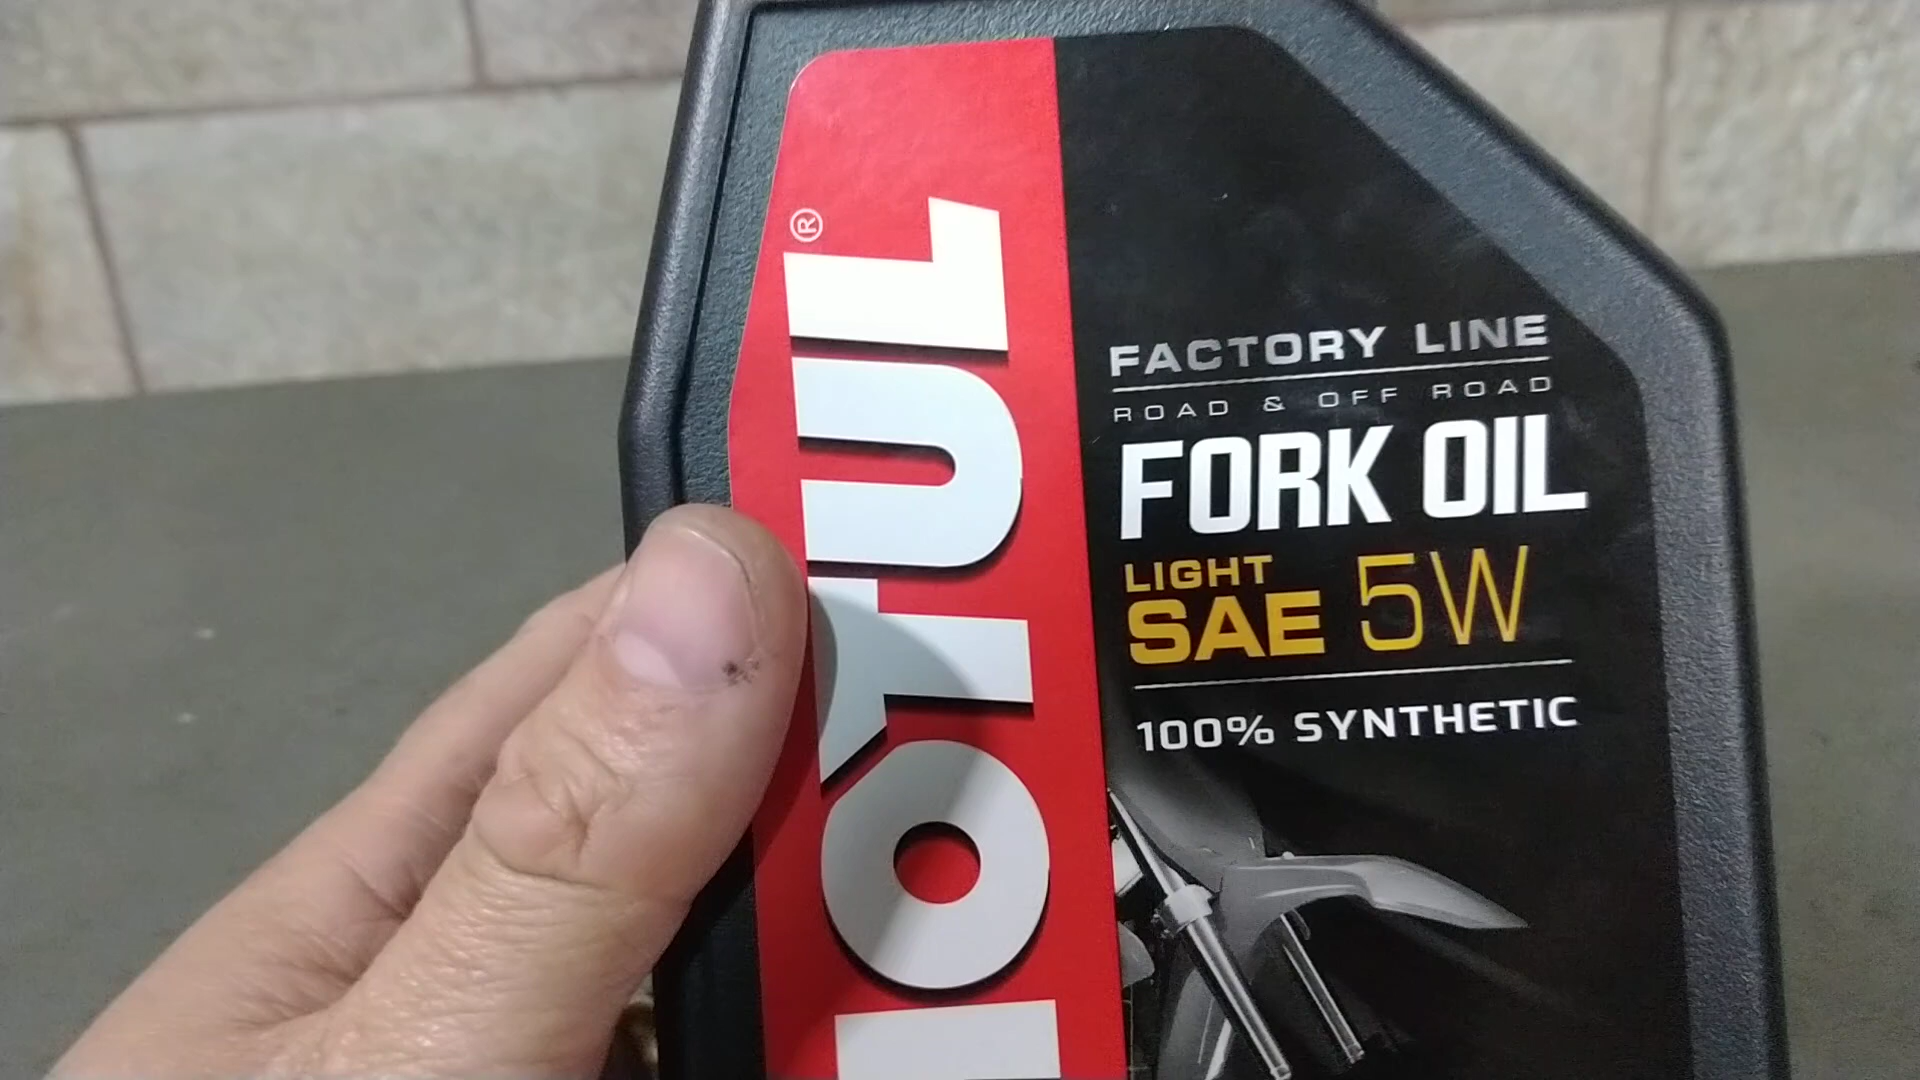 MOTUL®
FACTORY LINE
ROAD & OFF ROAD
FORK OIL
LIGHT
SAE 5W
100% SYNTHETIC